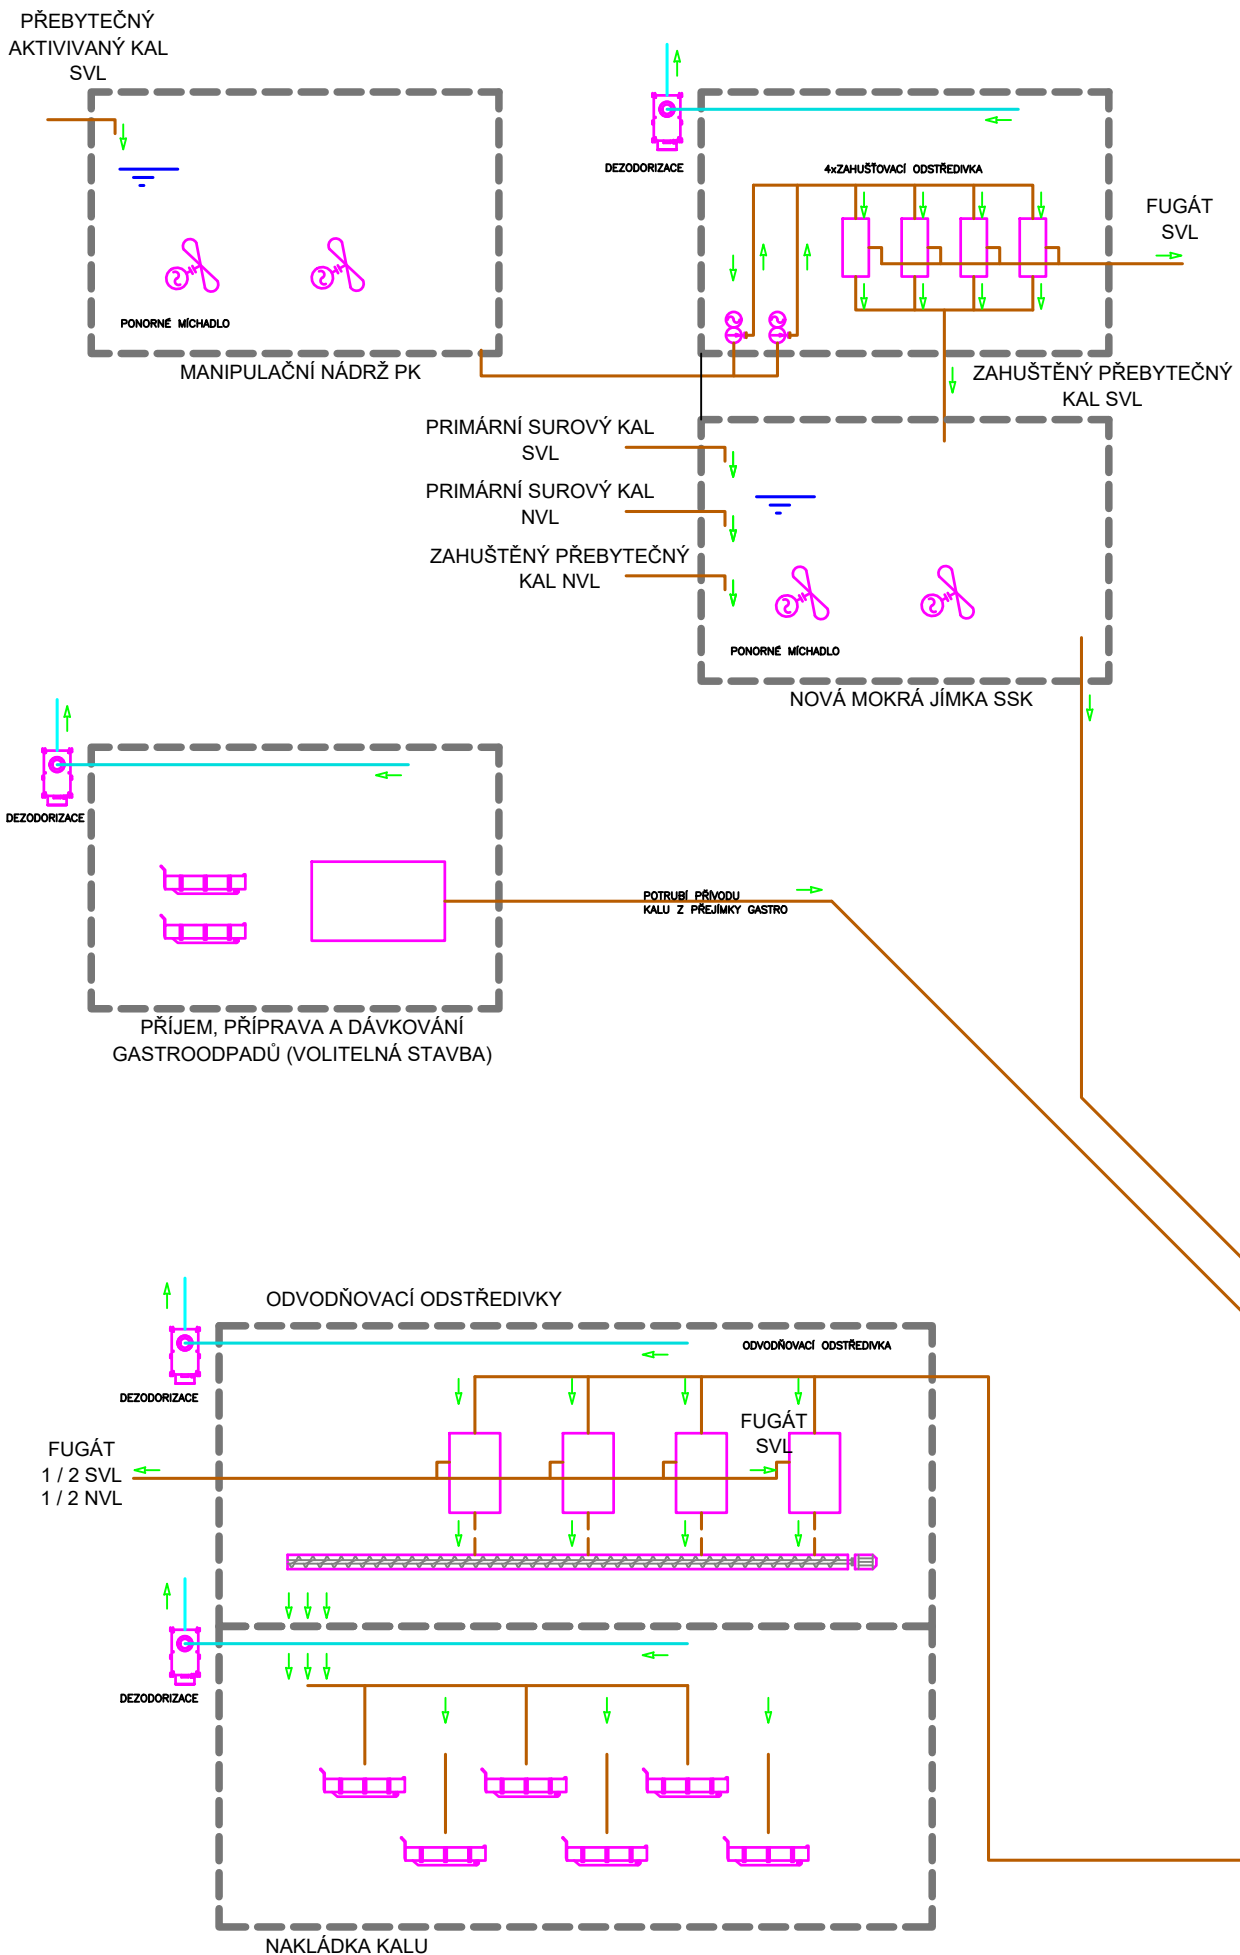 PŘEBYTEČNÝ
AKTIVIVANÝ KAL
SVL
DEZODORIZACE
4xZAHUŠŤOVACÍ ODSTŘEDIVKA
FUGÁT
SVL
PONORNÉ MÍCHADLO
MANIPULAČNÍ NÁDRŽ PK
ZAHUŠTĚNÝ PŘEBYTEČNÝ
KAL SVL
PRIMÁRNÍ SUROVÝ KAL
SVL
PRIMÁRNÍ SUROVÝ KAL
NVL
ZAHUŠTĚNÝ PŘEBYTEČNÝ
KAL NVL
PONORNÉ MÍCHADLO
NOVÁ MOKRÁ JÍMKA SSK
DEZODORIZACE
POTRUBÍ PŘÍVODU
KALU Z PŘEJÍMKY GASTRO
PŘÍJEM, PŘÍPRAVA A DÁVKOVÁNÍ
GASTROODPADŮ (VOLITELNÁ STAVBA)
ODVODŇOVACÍ ODSTŘEDIVKY
ODVODŇOVACÍ ODSTŘEDIVKA
DEZODORIZACE
FUGÁT
SVL
FUGÁT
1 / 2 SVL
1 / 2 NVL
DEZODORIZACE
NAKLÁDKA KALU